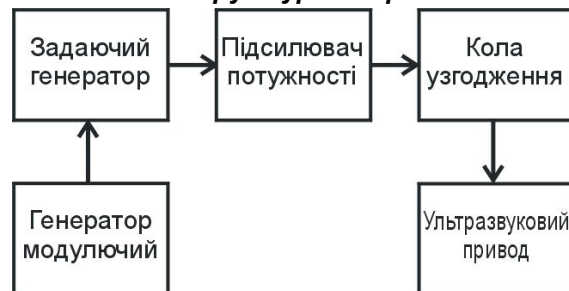 Задаючий
генератор
Підсилювач
потужності
Кола
узгодження
Генератор
модулючий
Ультразвуковий
привод